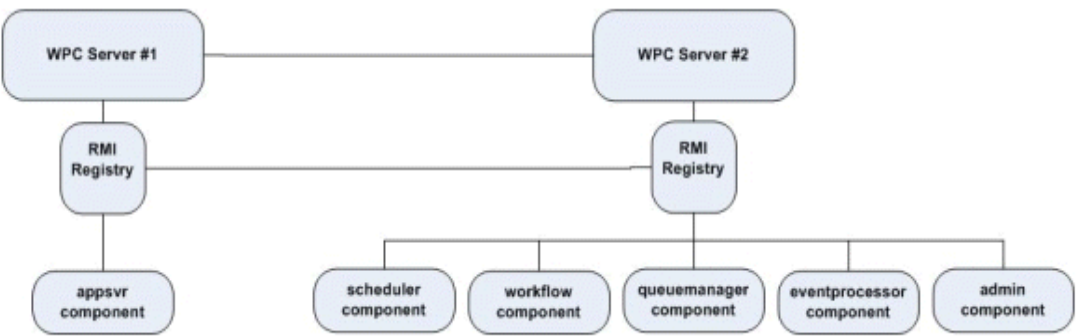 WPC Server #1
WPC Server #2
RMI
Registry
RMI
Registry
appsvr
component
scheduler
component
workflow
component
queuemanager
component
eventprocessor
component
admin
component